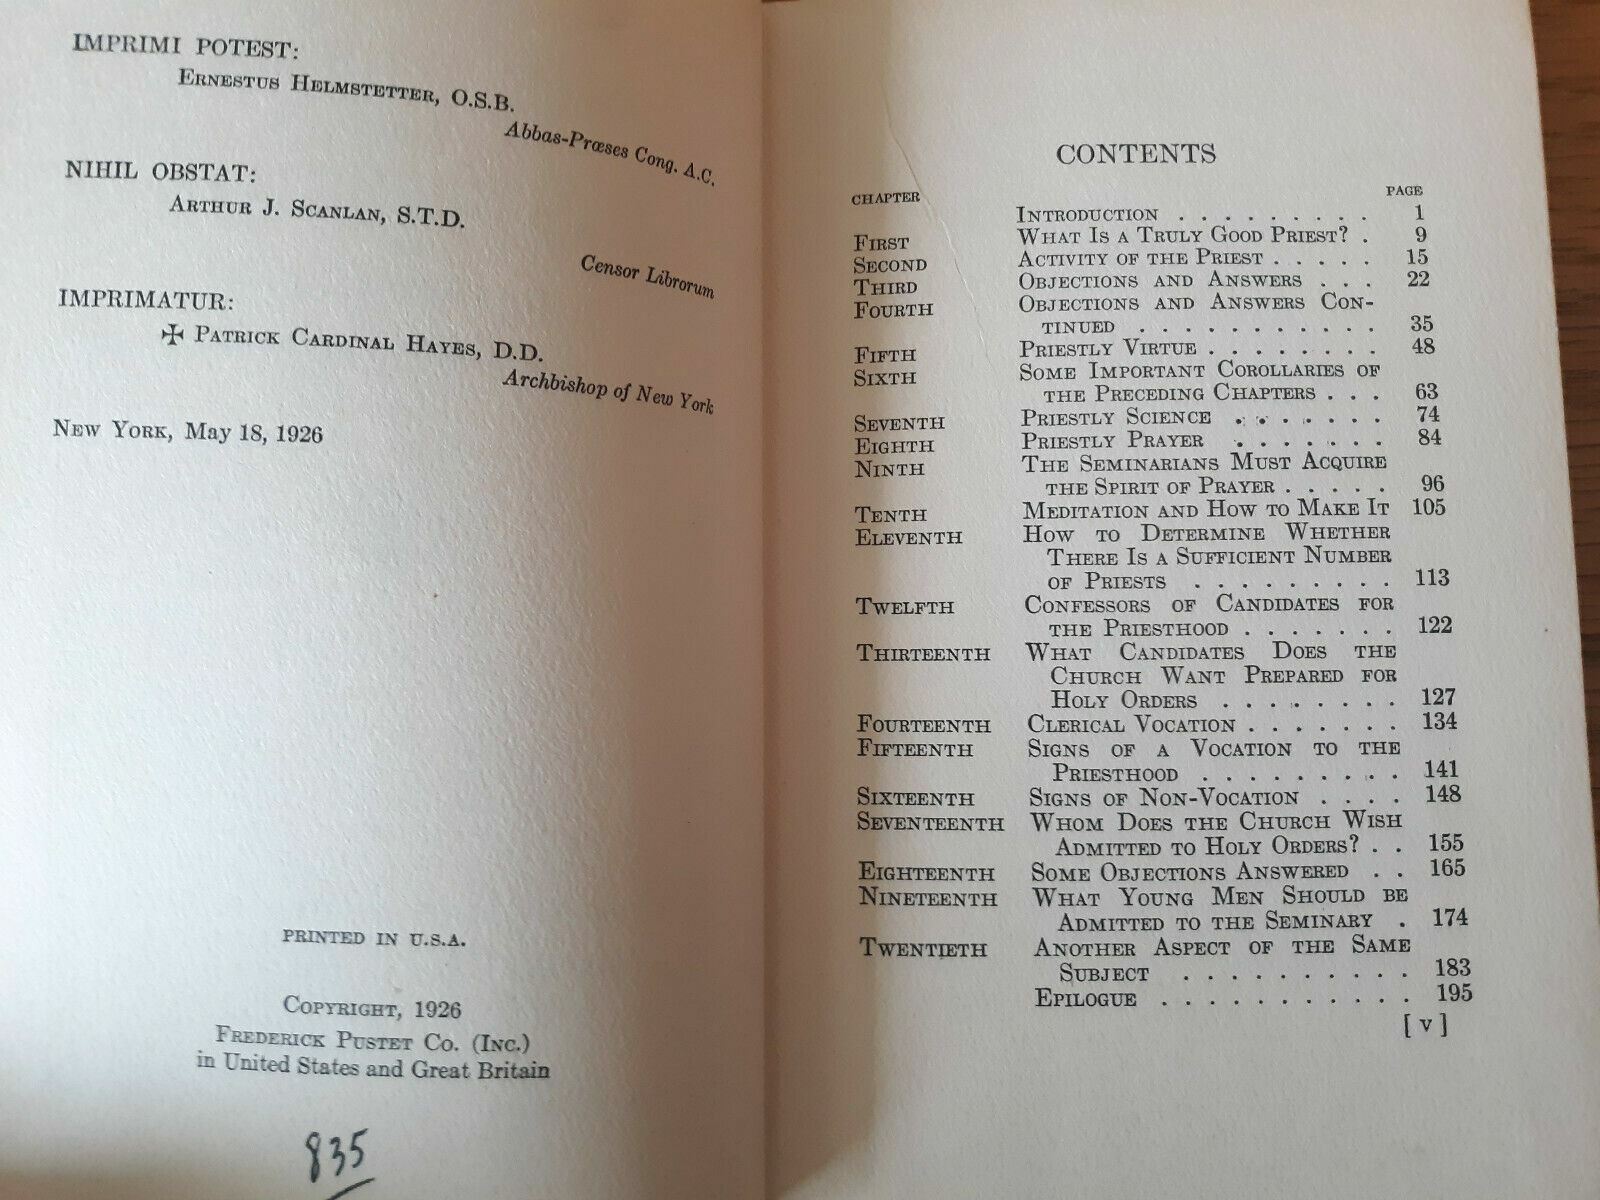 IMPRIMI POTEST:
ERNESTUS HELMSTETTER, O.S.B.
Abbas-Præses Cong. A.C.
NIHIL OBSTAT:
ARTHUR J. SCANLAN, S.T.D.
Censor Librorum
IMPRIMATUR:
✠ PATRICK CARDINAL HAYES, D.D.
Archbishop of New York
NEW YORK, May 18, 1926
PRINTED IN U.S.A.
COPYRIGHT, 1926
FREDERICK PUSTET CO. (INC.)
in United States and Great Britain
835
CONTENTS
CHAPTER PAGE
INTRODUCTION . . . . . . . . . 1
FIRST WHAT IS A TRULY GOOD PRIEST? . 9
SECOND ACTIVITY OF THE PRIEST . . . . . 15
THIRD OBJECTIONS AND ANSWERS . . . 22
FOURTH OBJECTIONS AND ANSWERS CON-
TINUED . . . . . . . . . . . 35
FIFTH PRIESTLY VIRTUE . . . . . . . . 48
SIXTH SOME IMPORTANT COROLLARIES OF
THE PRECEDING CHAPTERS . . . 63
SEVENTH PRIESTLY SCIENCE . . . . . . . 74
EIGHTH PRIESTLY PRAYER . . . . . . . 84
NINTH THE SEMINARIANS MUST ACQUIRE
THE SPIRIT OF PRAYER . . . . . 96
TENTH MEDITATION AND HOW TO MAKE IT 105
ELEVENTH HOW TO DETERMINE WHETHER
THERE IS A SUFFICIENT NUMBER
OF PRIESTS . . . . . . . . . 113
TWELFTH CONFESSORS OF CANDIDATES FOR
THE PRIESTHOOD . . . . . . . 122
THIRTEENTH WHAT CANDIDATES DOES THE
CHURCH WANT PREPARED FOR
HOLY ORDERS . . . . . . . . 127
FOURTEENTH CLERICAL VOCATION . . . . . . . 134
FIFTEENTH SIGNS OF A VOCATION TO THE
PRIESTHOOD . . . . . . . . . 141
SIXTEENTH SIGNS OF NON-VOCATION . . . . 148
SEVENTEENTH WHOM DOES THE CHURCH WISH
ADMITTED TO HOLY ORDERS? . . 155
EIGHTEENTH SOME OBJECTIONS ANSWERED . . 165
NINETEENTH WHAT YOUNG MEN SHOULD BE
ADMITTED TO THE SEMINARY . 174
TWENTIETH ANOTHER ASPECT OF THE SAME
SUBJECT . . . . . . . . . . 183
EPILOGUE . . . . . . . . . . . 195
[ v ]